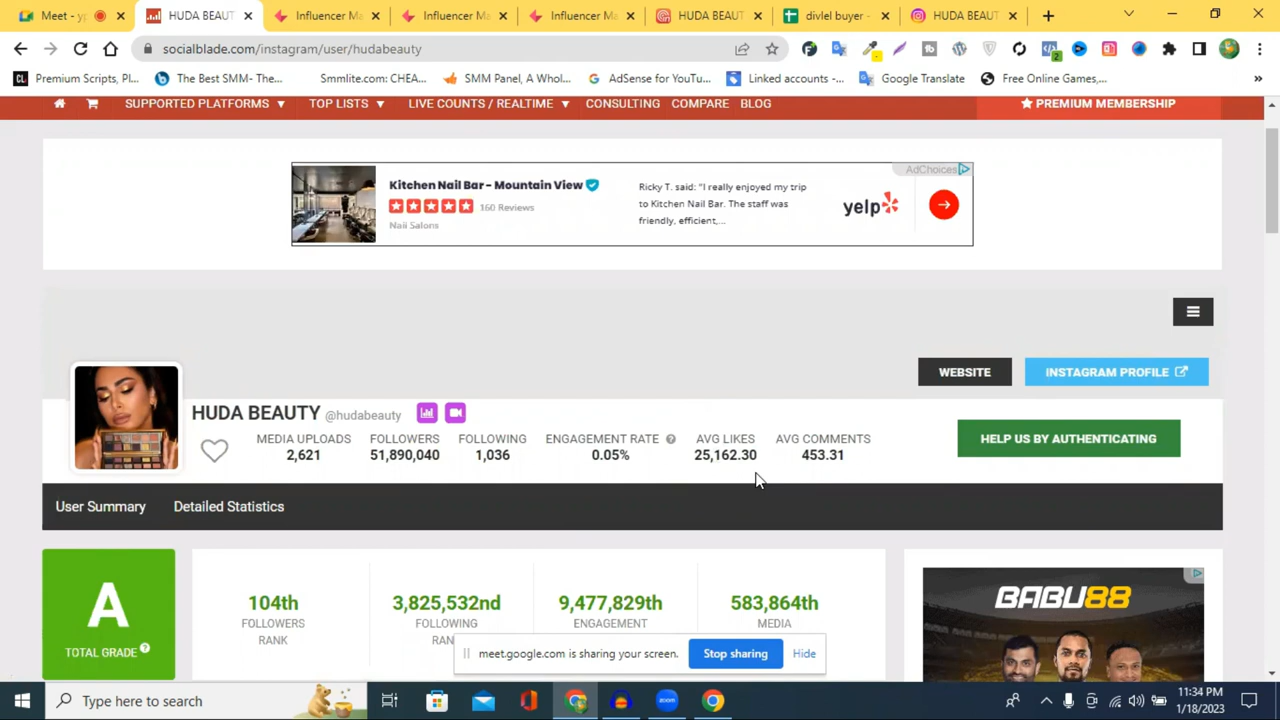 Meet - y
HUDA BEAUT
Influencer Ma
Influencer Ma
Influencer Ma
HUDA BEAUT
divlel buyer -
HUDA BEAUT
socialblade.com/instagram/user/hudabeauty
Premium Scripts, Pl...
The Best SMM- The...
Smmlite.com: CHEA...
SMM Panel, A Whol...
AdSense for YouTu...
Linked accounts -...
Google Translate
Free Online Games,...
»
SUPPORTED PLATFORMS
TOP LISTS
LIVE COUNTS / REALTIME
CONSULTING
COMPARE
BLOG
PREMIUM MEMBERSHIP
AdChoices
Kitchen Nail Bar - Mountain View
160 Reviews
Nail Salons
Ricky T. said: "I really enjoyed my trip
to Kitchen Nail Bar. The staff was
friendly, efficient,...
yelp
WEBSITE
INSTAGRAM PROFILE
HUDA BEAUTY @hudabeauty
MEDIA UPLOADS
2,621
FOLLOWERS
51,890,040
FOLLOWING
1,036
ENGAGEMENT RATE
0.05%
AVG LIKES
25,162.30
AVG COMMENTS
453.31
HELP US BY AUTHENTICATING
User Summary
Detailed Statistics
A
TOTAL GRADE
104th
FOLLOWERS
RANK
3,825,532nd
FOLLOWING
RAN
9,477,829th
ENGAGEMENT
583,864th
MEDIA
BABU88
meet.google.com is sharing your screen.
Stop sharing
Hide
Type here to search
zoom
11:34 PM
1/18/2023